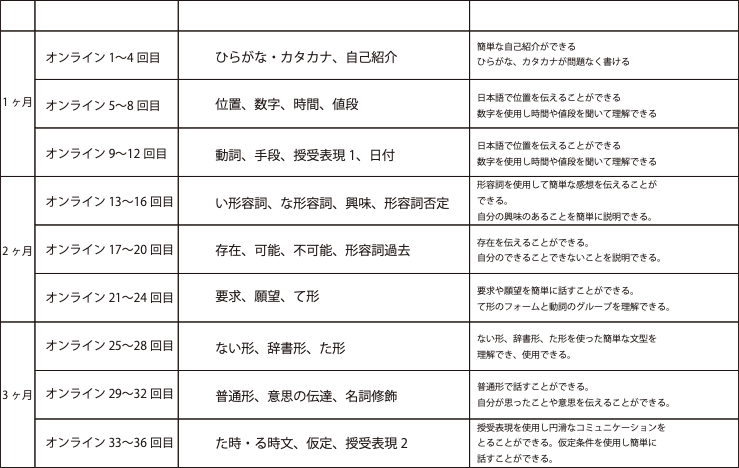 1ヶ月
オンライン 1〜4 回目
ひらがな・カタカナ、自己紹介
簡単な自己紹介ができる
ひらがな、カタカナが問題なく書ける
オンライン 5〜8 回目
位置、数字、時間、値段
日本語で位置を伝えることができる
数字を使用し時間や値段を聞いて理解できる
オンライン 9〜12 回目
動詞、手段、授受表現 1、日付
日本語で位置を伝えることができる
数字を使用し時間や値段を聞いて理解できる
2ヶ月
オンライン 13〜16 回目
い形容詞、な形容詞、興味、形容詞否定
形容詞を使用して簡単な感想を伝えることが
できる。
自分の興味のあることを簡単に説明できる。
オンライン 17〜20 回目
存在、可能、不可能、形容詞過去
存在を伝えることができる。
自分のできることできないことを説明できる。
オンライン 21〜24 回目
要求、願望、て形
要求や願望を簡単に話すことができる。
て形のフォームと動詞のグループを理解できる。
3ヶ月
オンライン 25〜28 回目
ない形、辞書形、た形
ない形、辞書形、た形を使った簡単な文型を
理解でき、使用できる。
オンライン 29〜32 回目
普通形、意思の伝達、名詞修飾
普通形で話すことができる。
自分が思ったことや意思を伝えることができる。
オンライン 33〜36 回目
た時・る時文、仮定、授受表現 2
授受表現を使用し円滑なコミュニケーションを
とることができる。仮定条件を使用し簡単に
話すことができる。